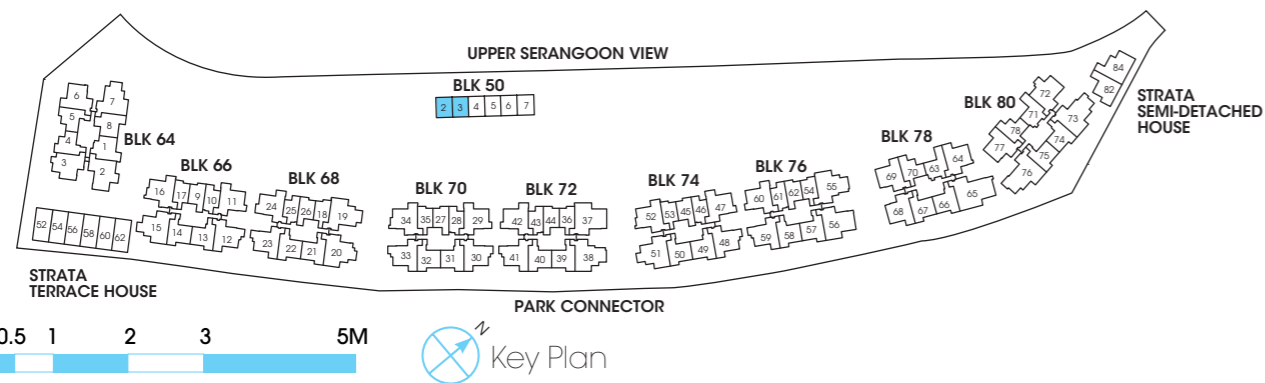 UPPER SERANGOON VIEW
BLK 50
2 3 4 5 6 7
84
82
STRATA
SEMI-DETACHED
HOUSE
BLK 80
72
71
73
78
74
77
75
76
6 7
5 8
4 1
3 2
BLK 64
BLK 66
16 17 9 10 11
15 14 13 12
BLK 68
24 25 26 18 19
23 22 21 20
BLK 70
34 35 27 28 29
33 32 31 30
BLK 72
42 43 44 36 37
41 40 39 38
BLK 74
52 53 45 46 47
51 50 49 48
BLK 76
60 61 62 54 55
59 58 57 56
BLK 78
69 70 63 64
68 67 66 65
52 54 56 58 60 62
STRATA
TERRACE HOUSE
PARK CONNECTOR
0.5 1 2 3 5M
N
Key Plan